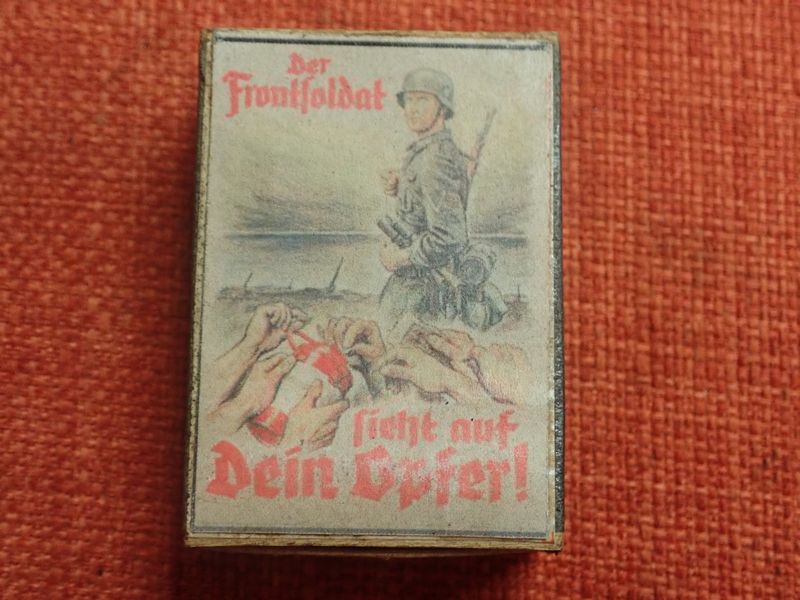 Der
Frontsoldat
sieht auf
Dein Opfer!